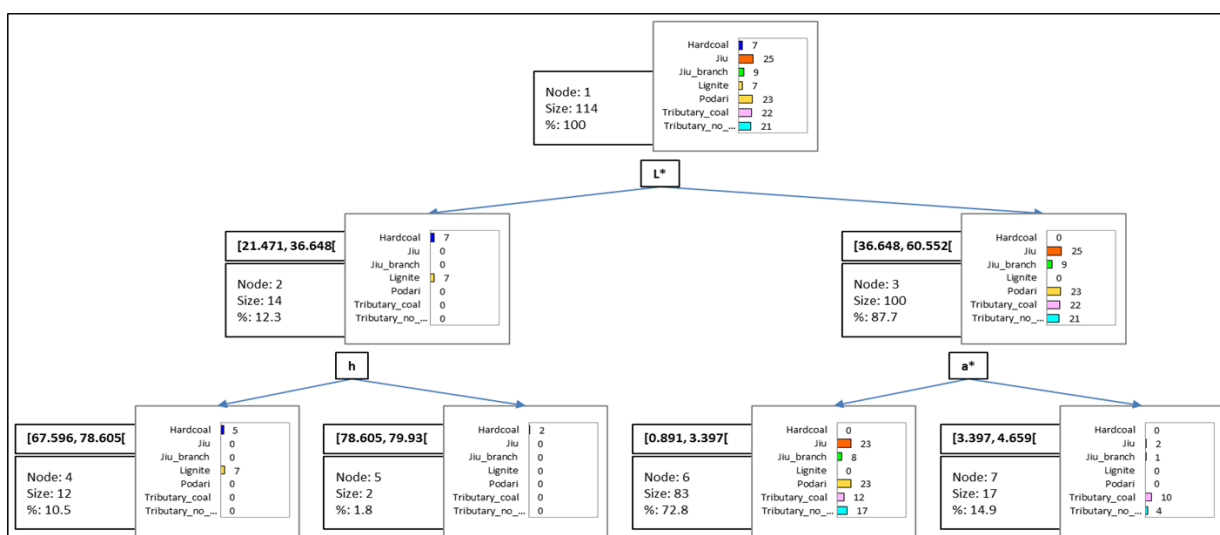 Hardcoal 7
Jiu 25
Jiu_branch 9
Lignite 7
Podari 23
Tributary_coal 22
Tributary_no_... 21
Node: 1
Size: 114
%: 100
L*
[21.471, 36.648[
Node: 2
Size: 14
%: 12.3
Hardcoal 7
Jiu 0
Jiu_branch 0
Lignite 7
Podari 0
Tributary_coal 0
Tributary_no_... 0
[36.648, 60.552[
Node: 3
Size: 100
%: 87.7
Hardcoal 0
Jiu 25
Jiu_branch 9
Lignite 0
Podari 23
Tributary_coal 22
Tributary_no_... 21
h
a*
[67.596, 78.605[
Node: 4
Size: 12
%: 10.5
Hardcoal 5
Jiu 0
Jiu_branch 0
Lignite 7
Podari 0
Tributary_coal 0
Tributary_no_... 0
[78.605, 79.93[
Node: 5
Size: 2
%: 1.8
Hardcoal 2
Jiu 0
Jiu_branch 0
Lignite 0
Podari 0
Tributary_coal 0
Tributary_no_... 0
[0.891, 3.397[
Node: 6
Size: 83
%: 72.8
Hardcoal 0
Jiu 23
Jiu_branch 8
Lignite 0
Podari 23
Tributary_coal 12
Tributary_no_... 17
[3.397, 4.659[
Node: 7
Size: 17
%: 14.9
Hardcoal 0
Jiu 2
Jiu_branch 1
Lignite 0
Podari 0
Tributary_coal 10
Tributary_no_... 4